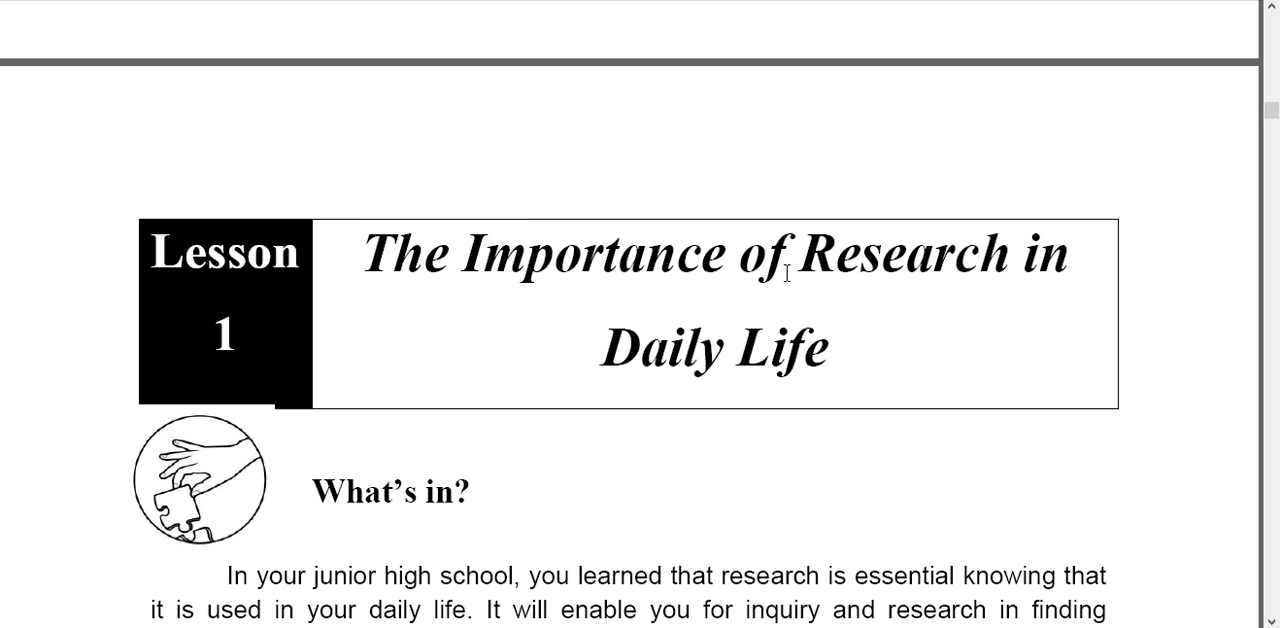 Lesson
1
The Importance of Research in
Daily Life
What's in?
In your junior high school, you learned that research is essential knowing that
it is used in your daily life. It will enable you for inquiry and research in finding